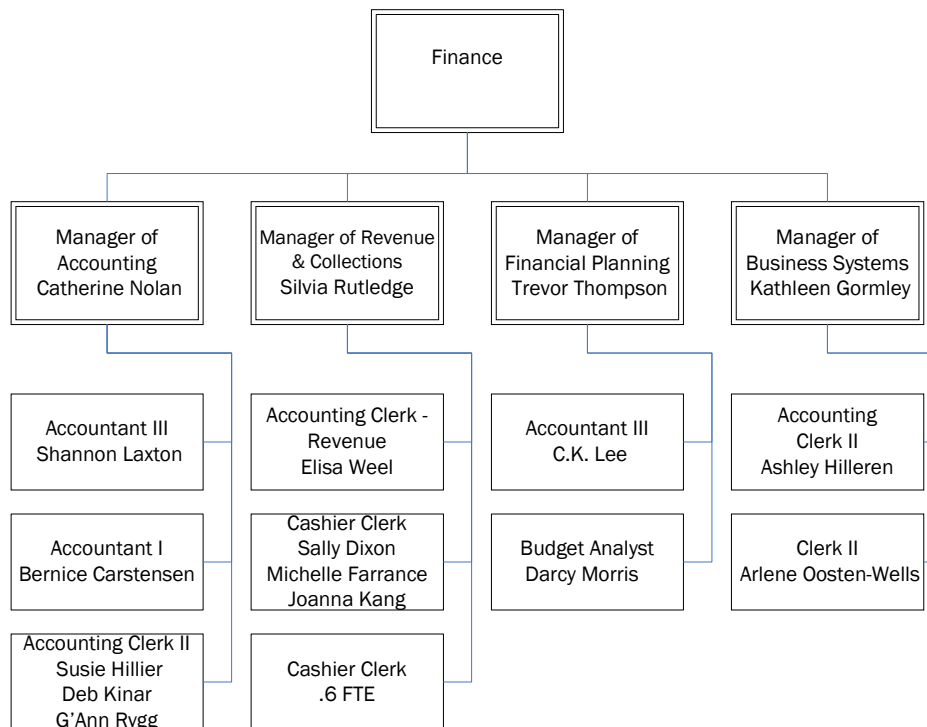 Finance
Manager of
Accounting
Catherine Nolan
Manager of Revenue
& Collections
Silvia Rutledge
Manager of
Financial Planning
Trevor Thompson
Manager of
Business Systems
Kathleen Gormley
Accountant III
Shannon Laxton
Accounting Clerk -
Revenue
Elisa Weel
Accountant III
C.K. Lee
Accounting
Clerk II
Ashley Hilleren
Accountant I
Bernice Carstensen
Cashier Clerk
Sally Dixon
Michelle Farrance
Joanna Kang
Budget Analyst
Darcy Morris
Clerk II
Arlene Oosten-Wells
Accounting Clerk II
Susie Hillier
Deb Kinar
G’Ann Rygg
Cashier Clerk
.6 FTE